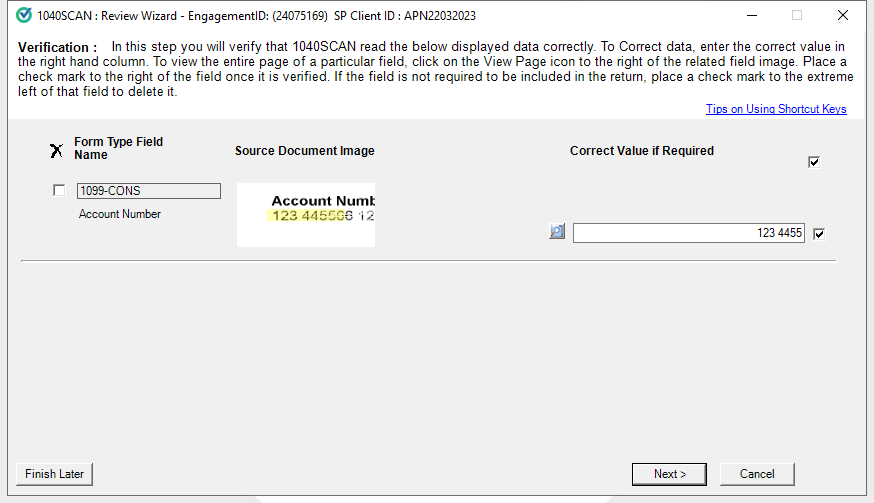 1040SCAN : Review Wizard - EngagementID: (24075169)  SP Client ID : APN22032023
Verification :   In this step you will verify that 1040SCAN read the below displayed data correctly. To Correct data, enter the correct value in
the right hand column. To view the entire page of a particular field, click on the View Page icon to the right of the related field image. Place a
check mark to the right of the field once it is verified. If the field is not required to be included in the return, place a check mark to the extreme
left of that field to delete it.
Tips on Using Shortcut Keys
Form Type Field
Name
Source Document Image
Correct Value if Required
1099-CONS
Account Number
Account Numb
123 445566 12
123 4455
Finish Later
Next >
Cancel